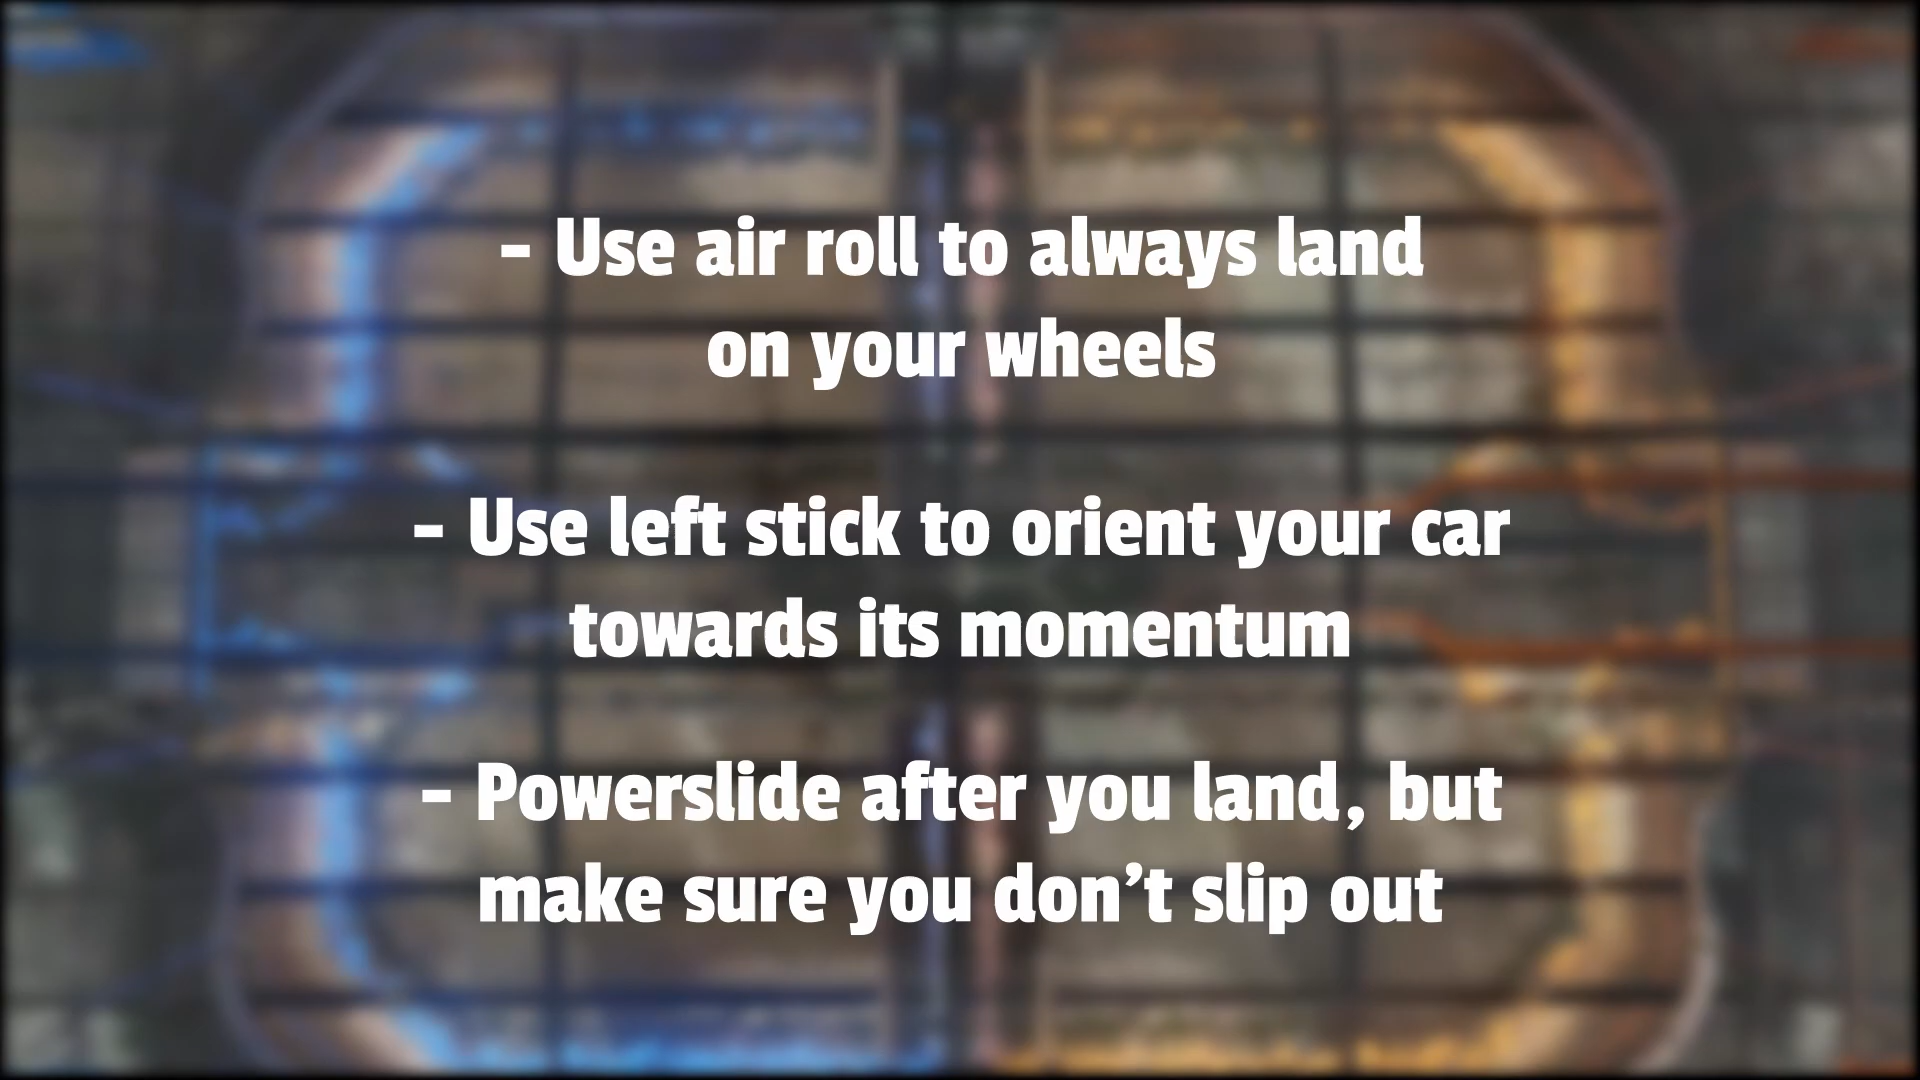 - Use air roll to always land
on your wheels
- Use left stick to orient your car
towards its momentum
- Powerslide after you land, but
make sure you don't slip out